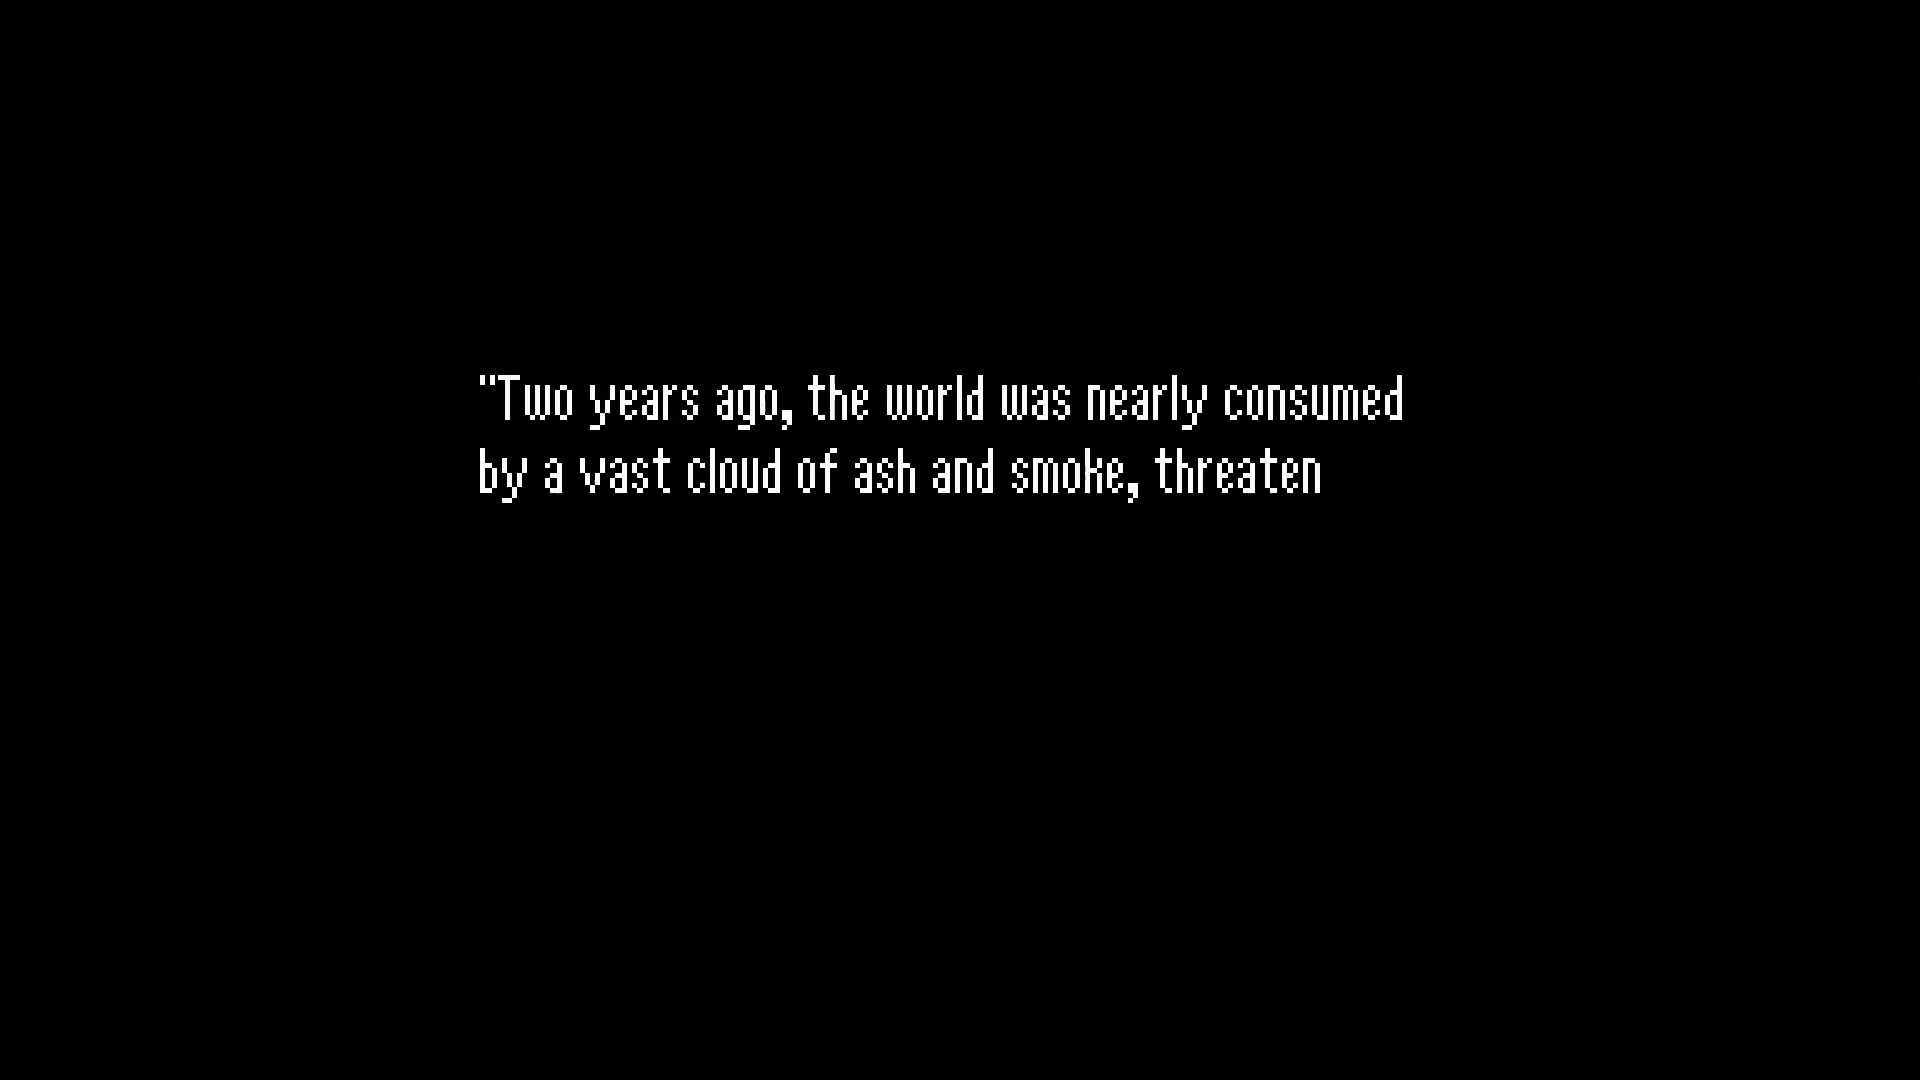 "Two years ago, the world was nearly consumed
by a vast cloud of ash and smoke, threaten